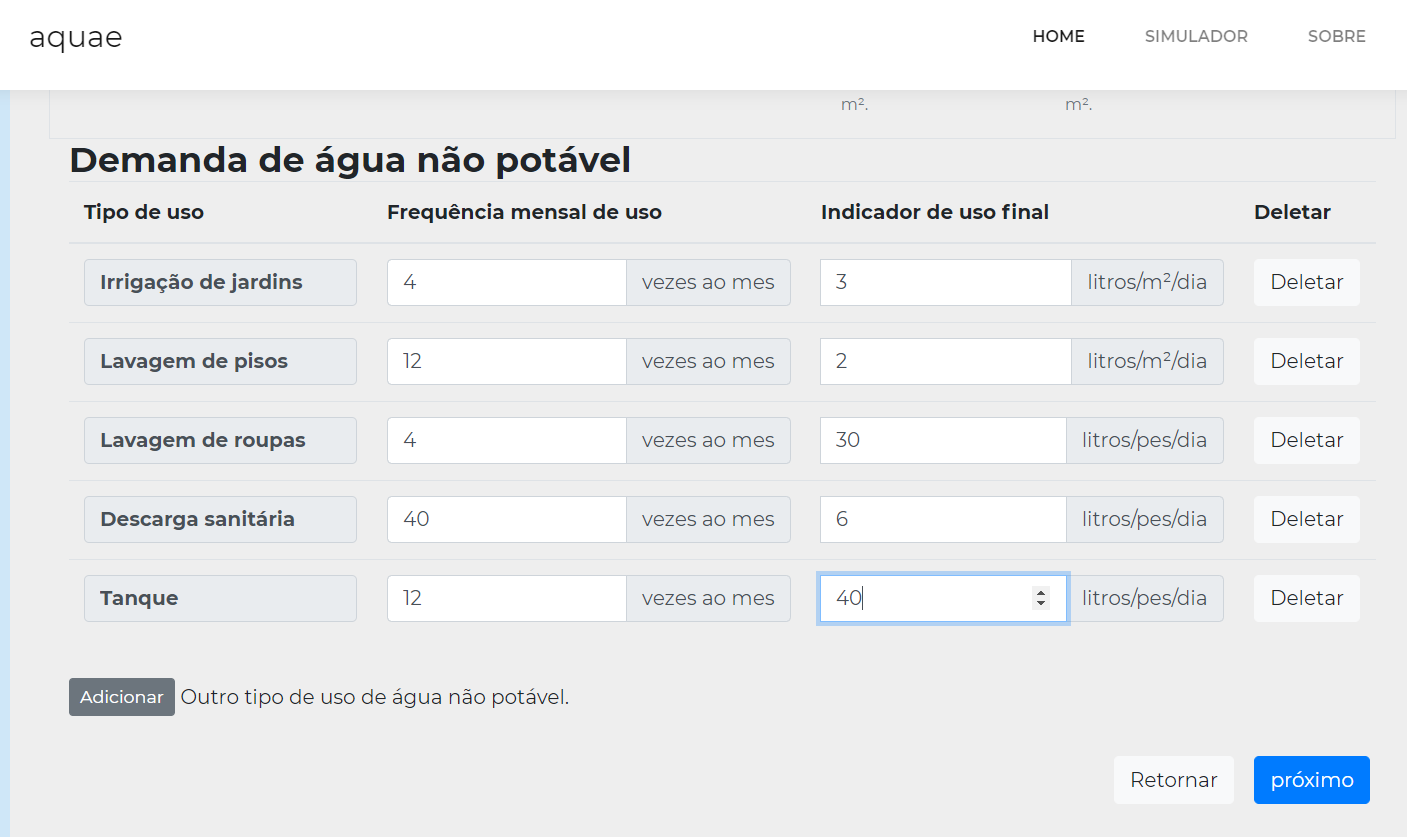 aquae
HOME SIMULADOR SOBRE
m². m².
Demanda de água não potável
Tipo de uso Frequência mensal de uso Indicador de uso final Deletar
Irrigação de jardins 4 vezes ao mes 3 litros/m²/dia Deletar
Lavagem de pisos 12 vezes ao mes 2 litros/m²/dia Deletar
Lavagem de roupas 4 vezes ao mes 30 litros/pes/dia Deletar
Descarga sanitária 40 vezes ao mes 6 litros/pes/dia Deletar
Tanque 12 vezes ao mes 40 litros/pes/dia Deletar
Adicionar Outro tipo de uso de água não potável.
Retornar próximo